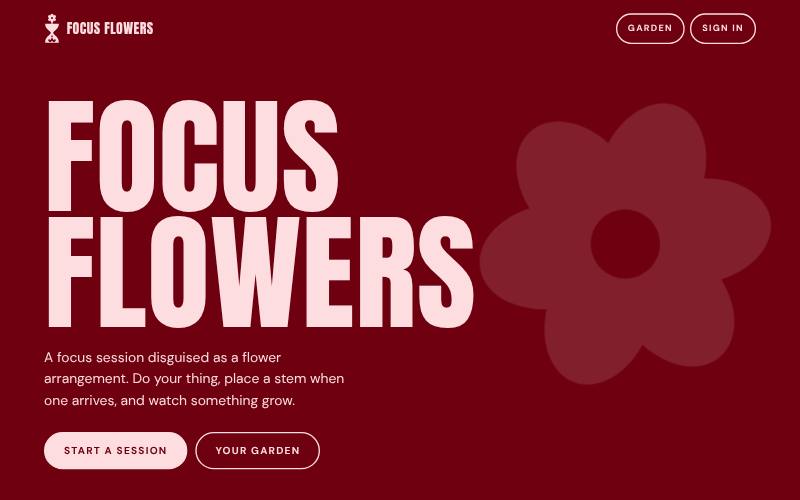 FOCUS FLOWERS
GARDEN
SIGN IN
FOCUS
FLOWERS
A focus session disguised as a flower
arrangement. Do your thing, place a stem when
one arrives, and watch something grow.
START A SESSION
YOUR GARDEN